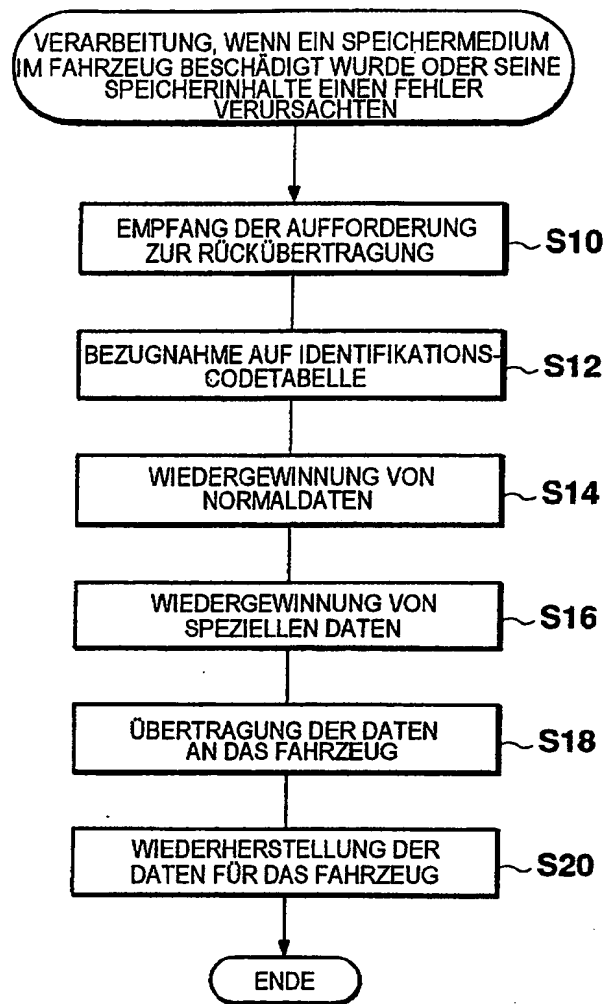 VERARBEITUNG, WENN EIN SPEICHERMEDIUM
IM FAHRZEUG BESCHÄDIGT WURDE ODER SEINE
SPEICHERINHALTE EINEN FEHLER
VERURSACHTEN
EMPFANG DER AUFFORDERUNG
ZUR RÜCKÜBERTRAGUNG
S10
BEZUGNAHME AUF IDENTIFIKATIONS-
CODETABELLE
S12
WIEDERGEWINNUNG VON
NORMALDATEN
S14
WIEDERGEWINNUNG VON
SPEZIELLEN DATEN
S16
ÜBERTRAGUNG DER DATEN
AN DAS FAHRZEUG
S18
WIEDERHERSTELLUNG DER
DATEN FÜR DAS FAHRZEUG
S20
ENDE